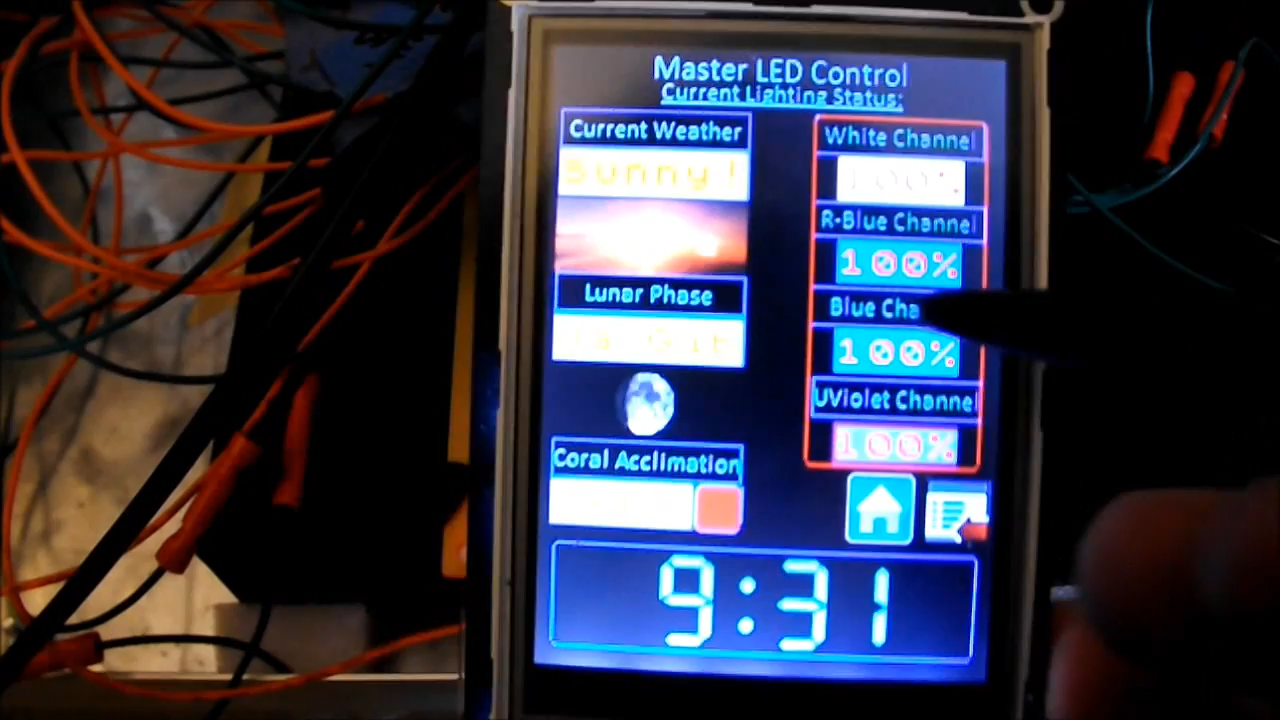 Master LED Control
Current Lighting Status:
Current Weather
Sunny!
Lunar Phase
Coral Acclimation
White Channel
100%
R-Blue Channel
100%
Blue Cha
100%
UViolet Channel
100%
9:31